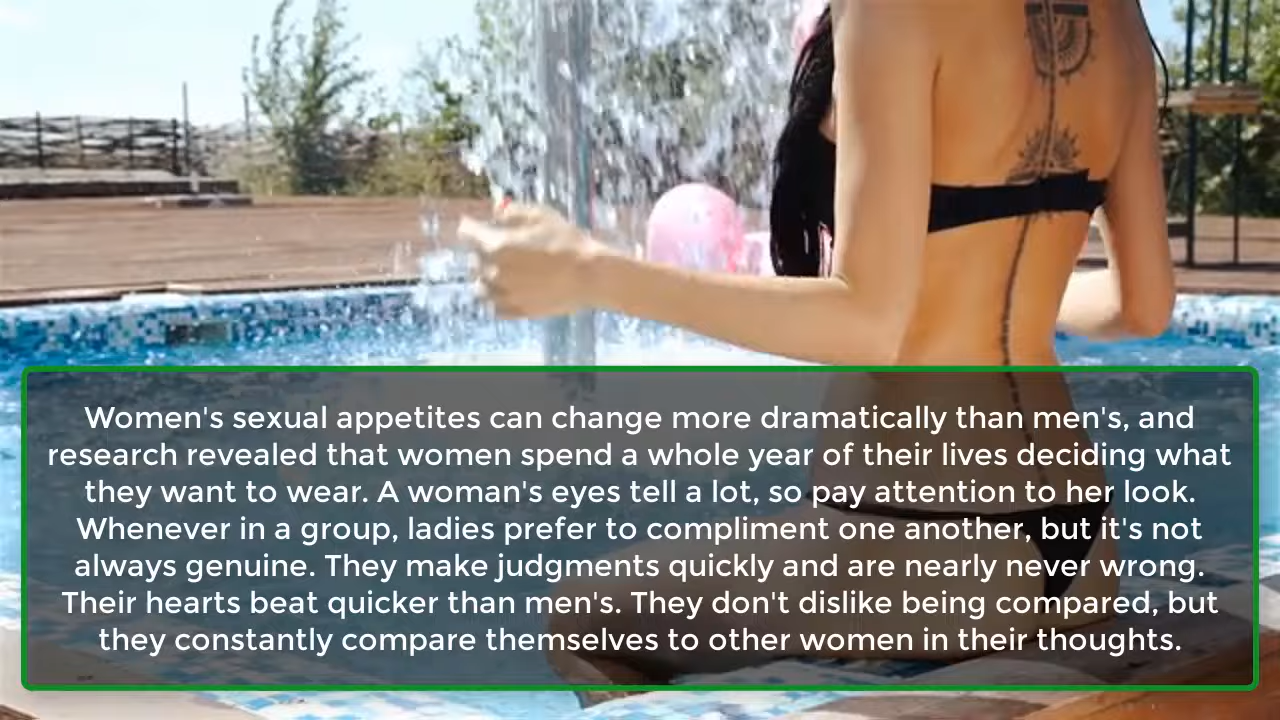 Women's sexual appetites can change more dramatically than men's, and
research revealed that women spend a whole year of their lives deciding what
they want to wear. A woman's eyes tell a lot, so pay attention to her look.
Whenever in a group, ladies prefer to compliment one another, but it's not
always genuine. They make judgments quickly and are nearly never wrong.
Their hearts beat quicker than men's. They don't dislike being compared, but
they constantly compare themselves to other women in their thoughts.